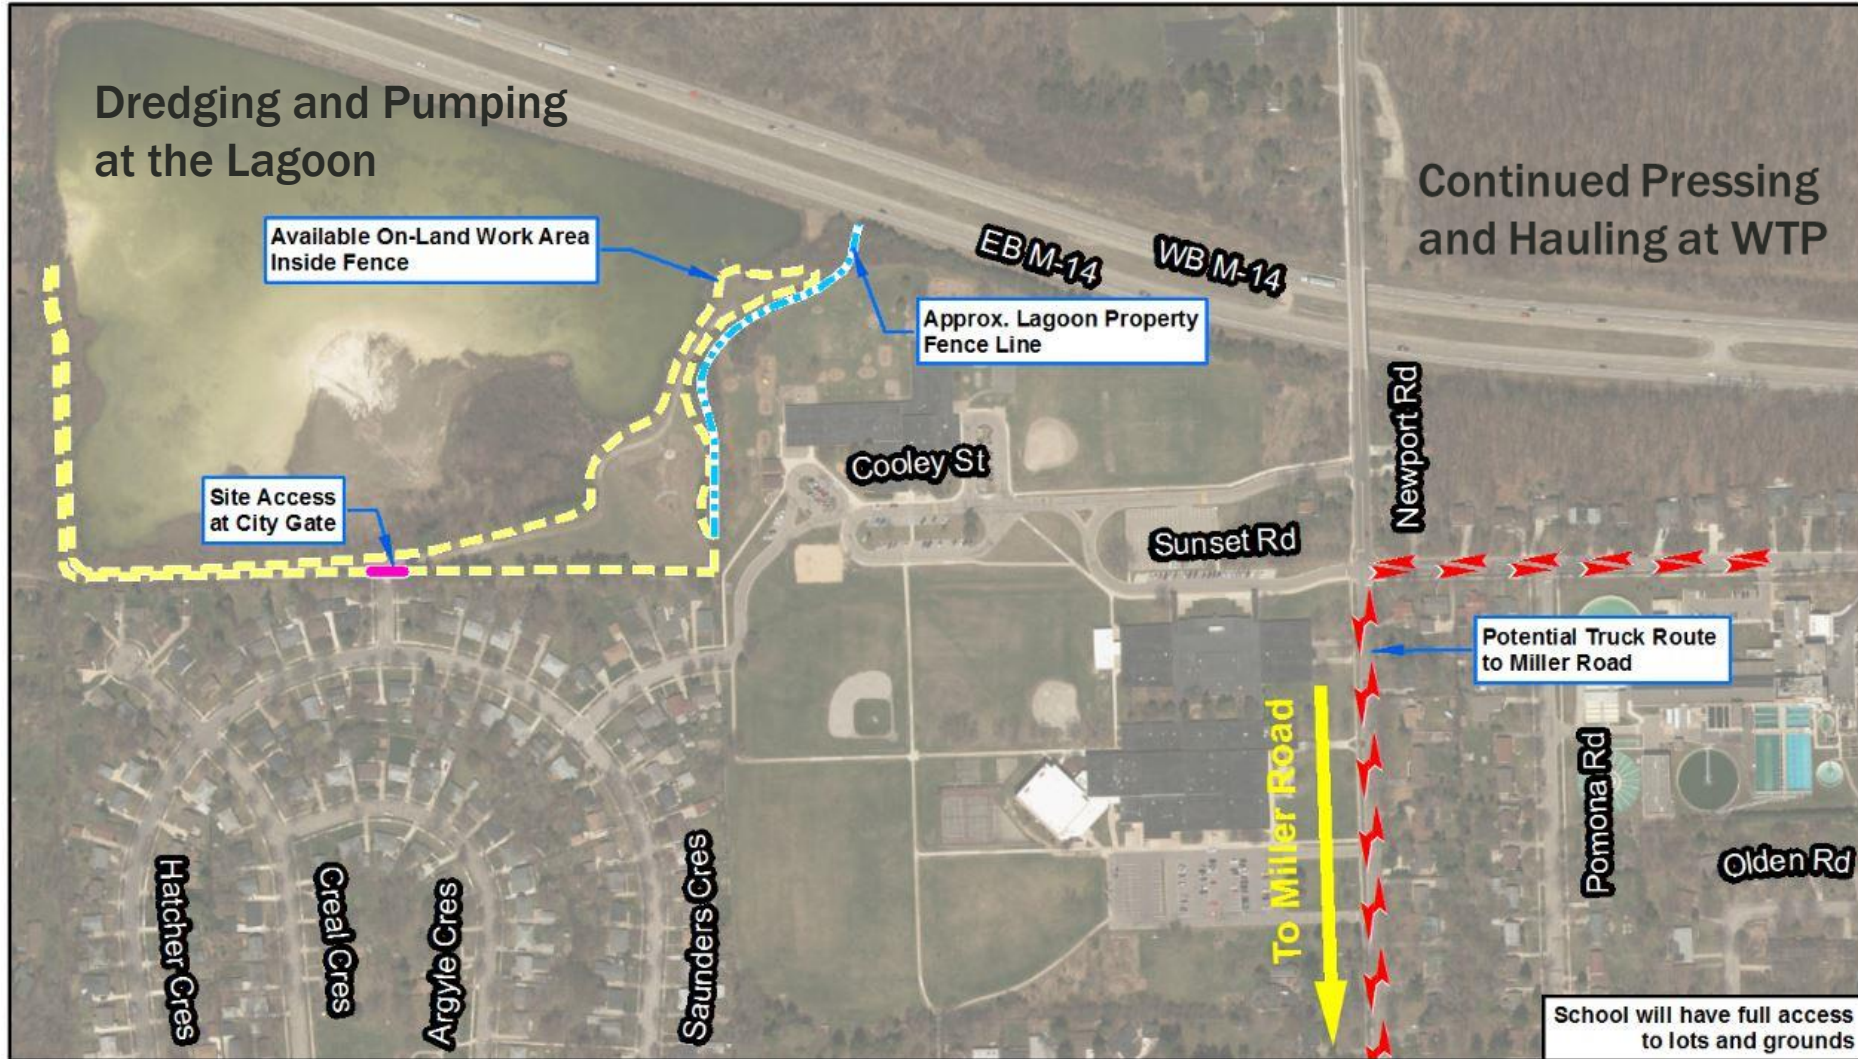 Dredging and Pumping
at the Lagoon
Continued Pressing
and Hauling at WTP
Available On-Land Work Area
Inside Fence
EB M-14
WB M-14
Approx. Lagoon Property
Fence Line
Newport Rd
Cooley St
Site Access
at City Gate
Sunset Rd
Potential Truck Route
to Miller Road
To Miller Road
Pomona Rd
Olden Rd
Hatcher Cres
Creal Cres
Argyle Cres
Saunders Cres
School will have full access
to lots and grounds